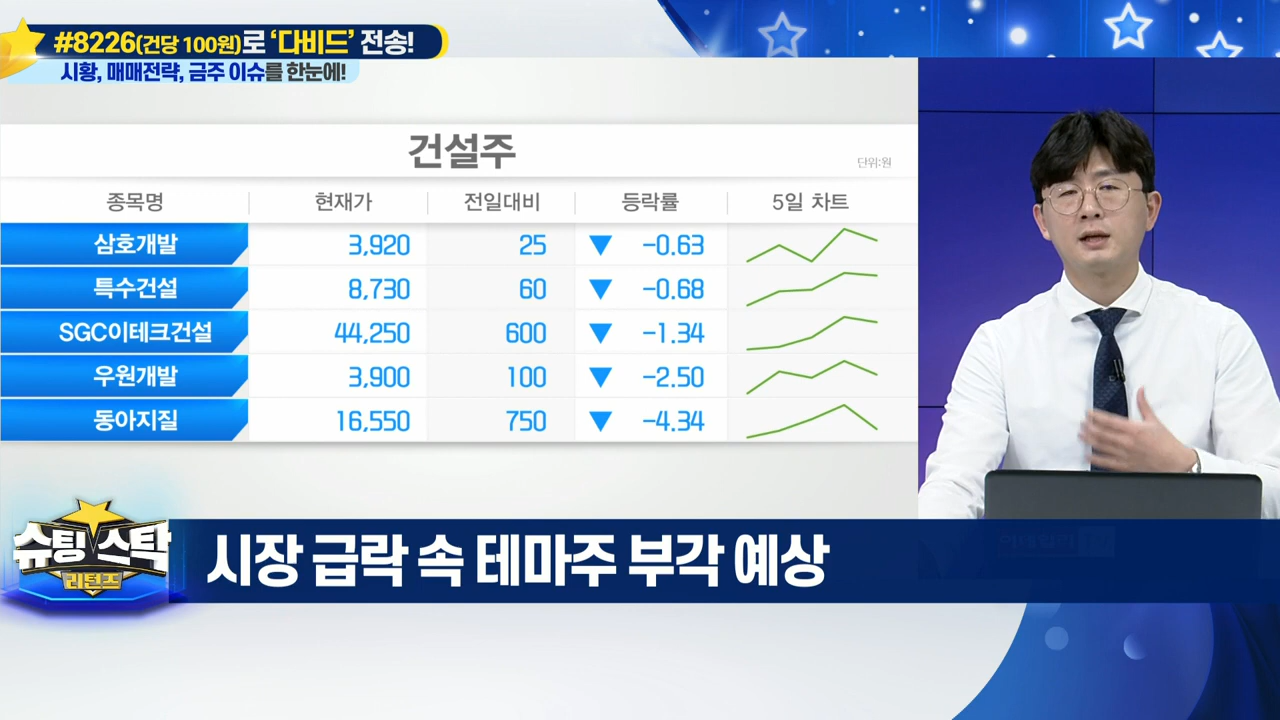 #8226(건당 100원)로 '다비드' 전송!
시황, 매매전략, 금주 이슈를 한눈에!
건설주
단위:원
종목명 현재가 전일대비 등락률 5일 차트
삼호개발 3,920 25 ▼ -0.63
특수건설 8,730 60 ▼ -0.68
SGC이테크건설 44,250 600 ▼ -1.34
우원개발 3,900 100 ▼ -2.50
동아지질 16,550 750 ▼ -4.34
슈팅 스탁
리턴즈
시장 급락 속 테마주 부각 예상